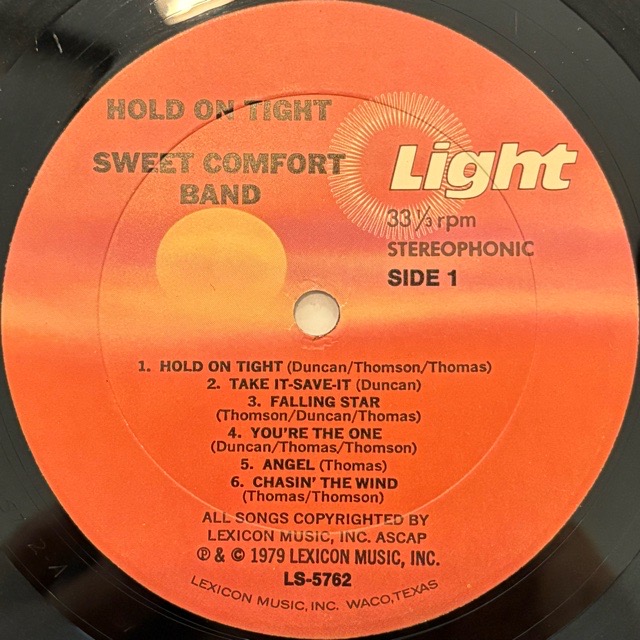 HOLD ON TIGHT
SWEET COMFORT
BAND
Light
33 1/3 rpm
STEREOPHONIC
SIDE 1
1. HOLD ON TIGHT (Duncan/Thomson/Thomas)
2. TAKE IT-SAVE-IT (Duncan)
3. FALLING STAR
(Thomson/Duncan/Thomas)
4. YOU'RE THE ONE
(Duncan/Thomas/Thomson)
5. ANGEL (Thomas)
6. CHASIN' THE WIND
(Thomas/Thomson)
ALL SONGS COPYRIGHTED BY
LEXICON MUSIC, INC. ASCAP
℗ & © 1979 LEXICON MUSIC, INC.
LS-5762
LEXICON MUSIC, INC. WACO, TEXAS